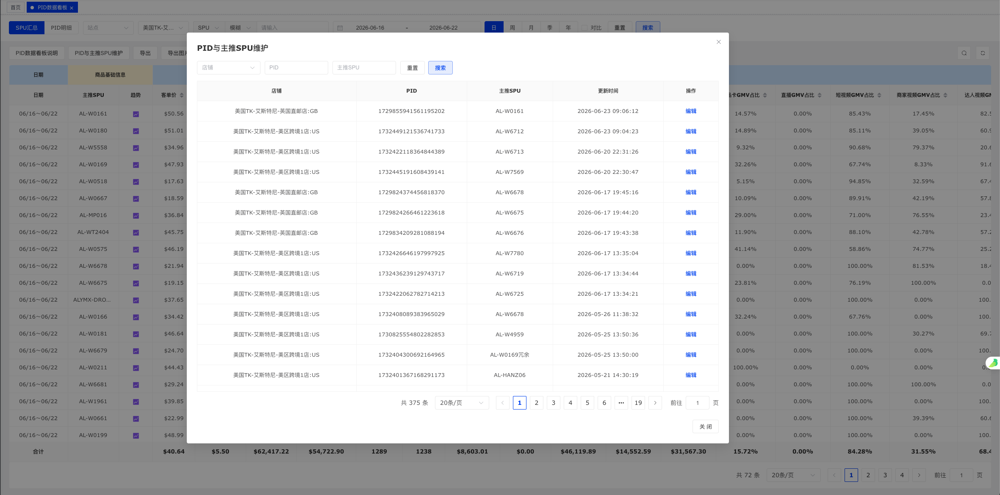 首页 PID数据看板
SPU汇总 PID明细 站点 美国TK-艾... SPU 模糊 请输入 2026-06-16 - 2026-06-22 日 周 月 季 年 对比 重置 搜索
PID数据看板说明 PID与主推SPU维护 导出
日期 商品基础信息
日期 主推SPU 趋势 客单价 品卡GMV占比 直播GMV占比 短视频GMV占比 商家视频GMV占比
06/16~06/22 AL-W0161 $50.56 14.57% 0.00% 85.43% 17.45%
06/16~06/22 AL-W0180 $51.01 14.89% 0.00% 85.11% 39.05%
06/16~06/22 AL-W5558 $34.96 9.32% 0.00% 90.68% 79.37%
06/16~06/22 AL-W0169 $47.93 32.26% 0.00% 67.74% 8.33%
06/16~06/22 AL-W0518 $17.63 5.15% 0.00% 94.85% 32.59%
06/16~06/22 AL-W0667 $18.59 10.09% 0.00% 89.91% 42.19%
06/16~06/22 AL-MP016 $36.84 29.00% 0.00% 71.00% 76.55%
06/16~06/22 AL-WT2404 $45.75 11.90% 0.00% 88.10% 42.78%
06/16~06/22 AL-W0575 $46.19 41.14% 0.00% 58.86% 74.77%
06/16~06/22 AL-W6678 $21.94 0.00% 0.00% 100.00% 81.53%
06/16~06/22 AL-W6675 $19.15 23.81% 0.00% 76.19% 100.00%
06/16~06/22 ALYMX-DRO... $37.65 0.00% 0.00% 100.00% 0.00%
06/16~06/22 AL-W0166 $34.42 32.24% 0.00% 67.76% 0.00%
06/16~06/22 AL-W0181 $46.64 0.00% 0.00% 100.00% 30.27%
06/16~06/22 AL-W6679 $24.70 0.00% 0.00% 100.00% 0.00%
06/16~06/22 AL-W0211 $44.43 100.00% 0.00% 0.00% 0.00%
06/16~06/22 AL-W6681 $29.24 0.00% 0.00% 100.00% 100.00%
06/16~06/22 AL-W1961 $39.85 0.00% 0.00% 100.00% 0.00%
06/16~06/22 AL-W0661 $22.99 0.00% 0.00% 100.00% 39.39%
06/16~06/22 AL-W0199 $48.99 0.00% 0.00% 100.00% 0.00%
合计 $40.64 $5.50 $62,417.22 $54,722.90 1289 1238 $8,603.01 $0.00 $46,119.89 $14,552.59 $31,567.30 15.72% 0.00% 84.28% 31.55%
共 72 条 20条/页 1 2 3 4 前往 1 页
PID与主推SPU维护
店铺 PID 主推SPU 重置 搜索
店铺 PID 主推SPU 更新时间 操作
美国TK-艾斯特尼-英国直邮店:GB 1729855941561195202 AL-W0161 2026-06-23 09:06:12 编辑
美国TK-艾斯特尼-美区跨境1店:US 1732449121536741733 AL-W6712 2026-06-23 09:04:23 编辑
美国TK-艾斯特尼-美区跨境1店:US 1732422118364844389 AL-W6713 2026-06-20 22:31:26 编辑
美国TK-艾斯特尼-美区跨境1店:US 1732445191608439141 AL-W7569 2026-06-20 22:30:47 编辑
美国TK-艾斯特尼-英国直邮店:GB 1729824374456818370 AL-W6678 2026-06-17 19:45:16 编辑
美国TK-艾斯特尼-英国直邮店:GB 1729824266461223618 AL-W6675 2026-06-17 19:44:20 编辑
美国TK-艾斯特尼-英国直邮店:GB 1729834209281088194 AL-W6676 2026-06-17 19:43:38 编辑
美国TK-艾斯特尼-美区跨境1店:US 1732426646197997925 AL-W7780 2026-06-17 13:35:04 编辑
美国TK-艾斯特尼-美区跨境1店:US 1732436239129743717 AL-W6719 2026-06-17 13:34:44 编辑
美国TK-艾斯特尼-美区跨境1店:US 1732422062782714213 AL-W6725 2026-06-17 13:34:21 编辑
美国TK-艾斯特尼-美区跨境1店:US 1732408089383965029 AL-W6678 2026-05-26 11:38:32 编辑
美国TK-艾斯特尼-美区跨境1店:US 1730825554802282853 AL-W4959 2026-05-25 13:50:36 编辑
美国TK-艾斯特尼-美区跨境1店:US 1732404300692164965 AL-W0169冗余 2026-05-25 13:50:00 编辑
美国TK-艾斯特尼-美区跨境1店:US 1732401367168291173 AL-HANZ06 2026-05-21 14:30:19 编辑
共 375 条 20条/页 1 2 3 4 5 6 ••• 19 前往 1 页
关 闭